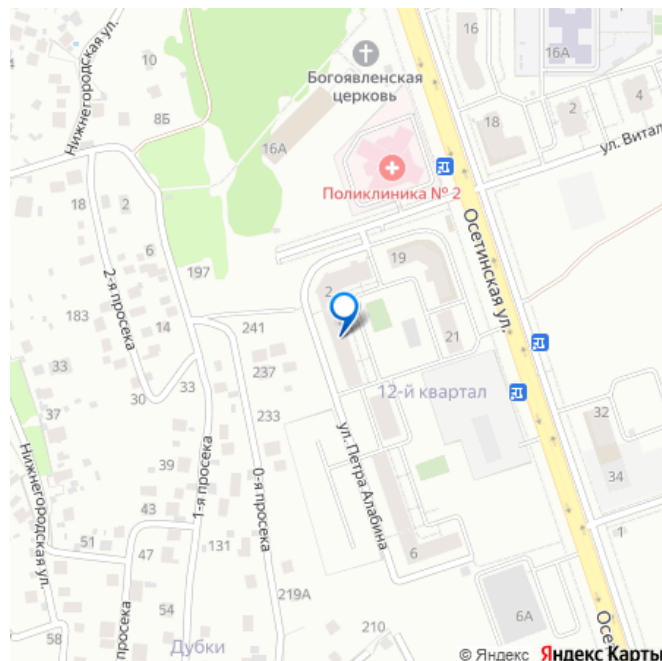 Нижнегородская ул.
10
8Б
Богоявленская
церковь
16
16А
18
2
4
ул. Витал
16А
Поликлиника № 2
18
2
6
2-я просека
197
183
14
241
33
37
30
33
237
233
39
1-я просека
0-я просека
43
47
51
131
Нижнегородская ул.
54
58
просека
219А
210
Дубки
2
19
21
12-й квартал
ул. Петра Алабина
6
6А
Осетинская ул.
32
34
1
Осе
© Яндекс Яндекс Карты